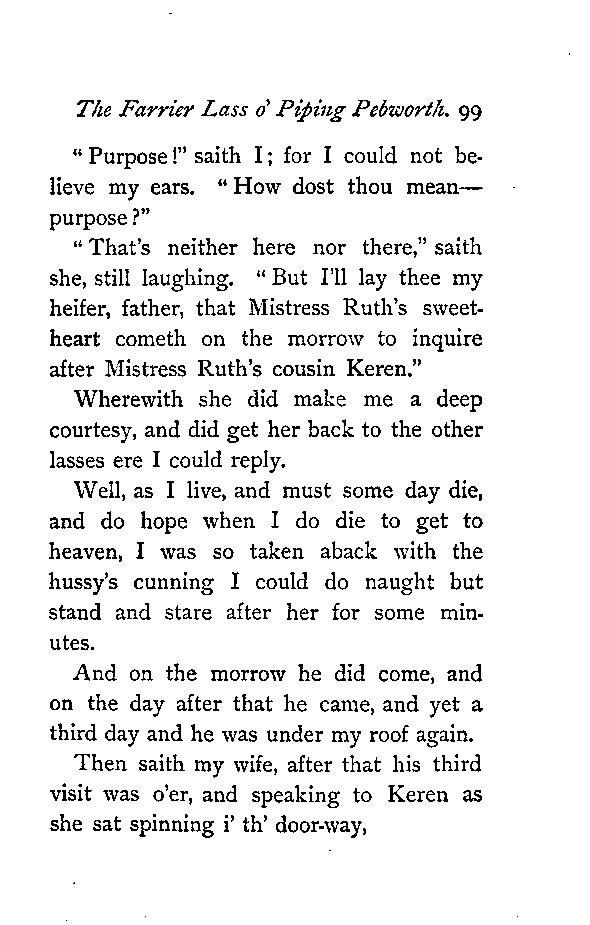 The Farrier Lass o' Piping Pebworth. 99
"Purpose!" saith I; for I could not be-
lieve my ears. "How dost thou mean—
purpose?"
"That's neither here nor there," saith
she, still laughing. "But I'll lay thee my
heifer, father, that Mistress Ruth's sweet-
heart cometh on the morrow to inquire
after Mistress Ruth's cousin Keren."
Wherewith she did make me a deep
courtesy, and did get her back to the other
lasses ere I could reply.
Well, as I live, and must some day die,
and do hope when I do die to get to
heaven, I was so taken aback with the
hussy's cunning I could do naught but
stand and stare after her for some min-
utes.
And on the morrow he did come, and
on the day after that he came, and yet a
third day and he was under my roof again.
Then saith my wife, after that his third
visit was o'er, and speaking to Keren as
she sat spinning i' th' door-way,